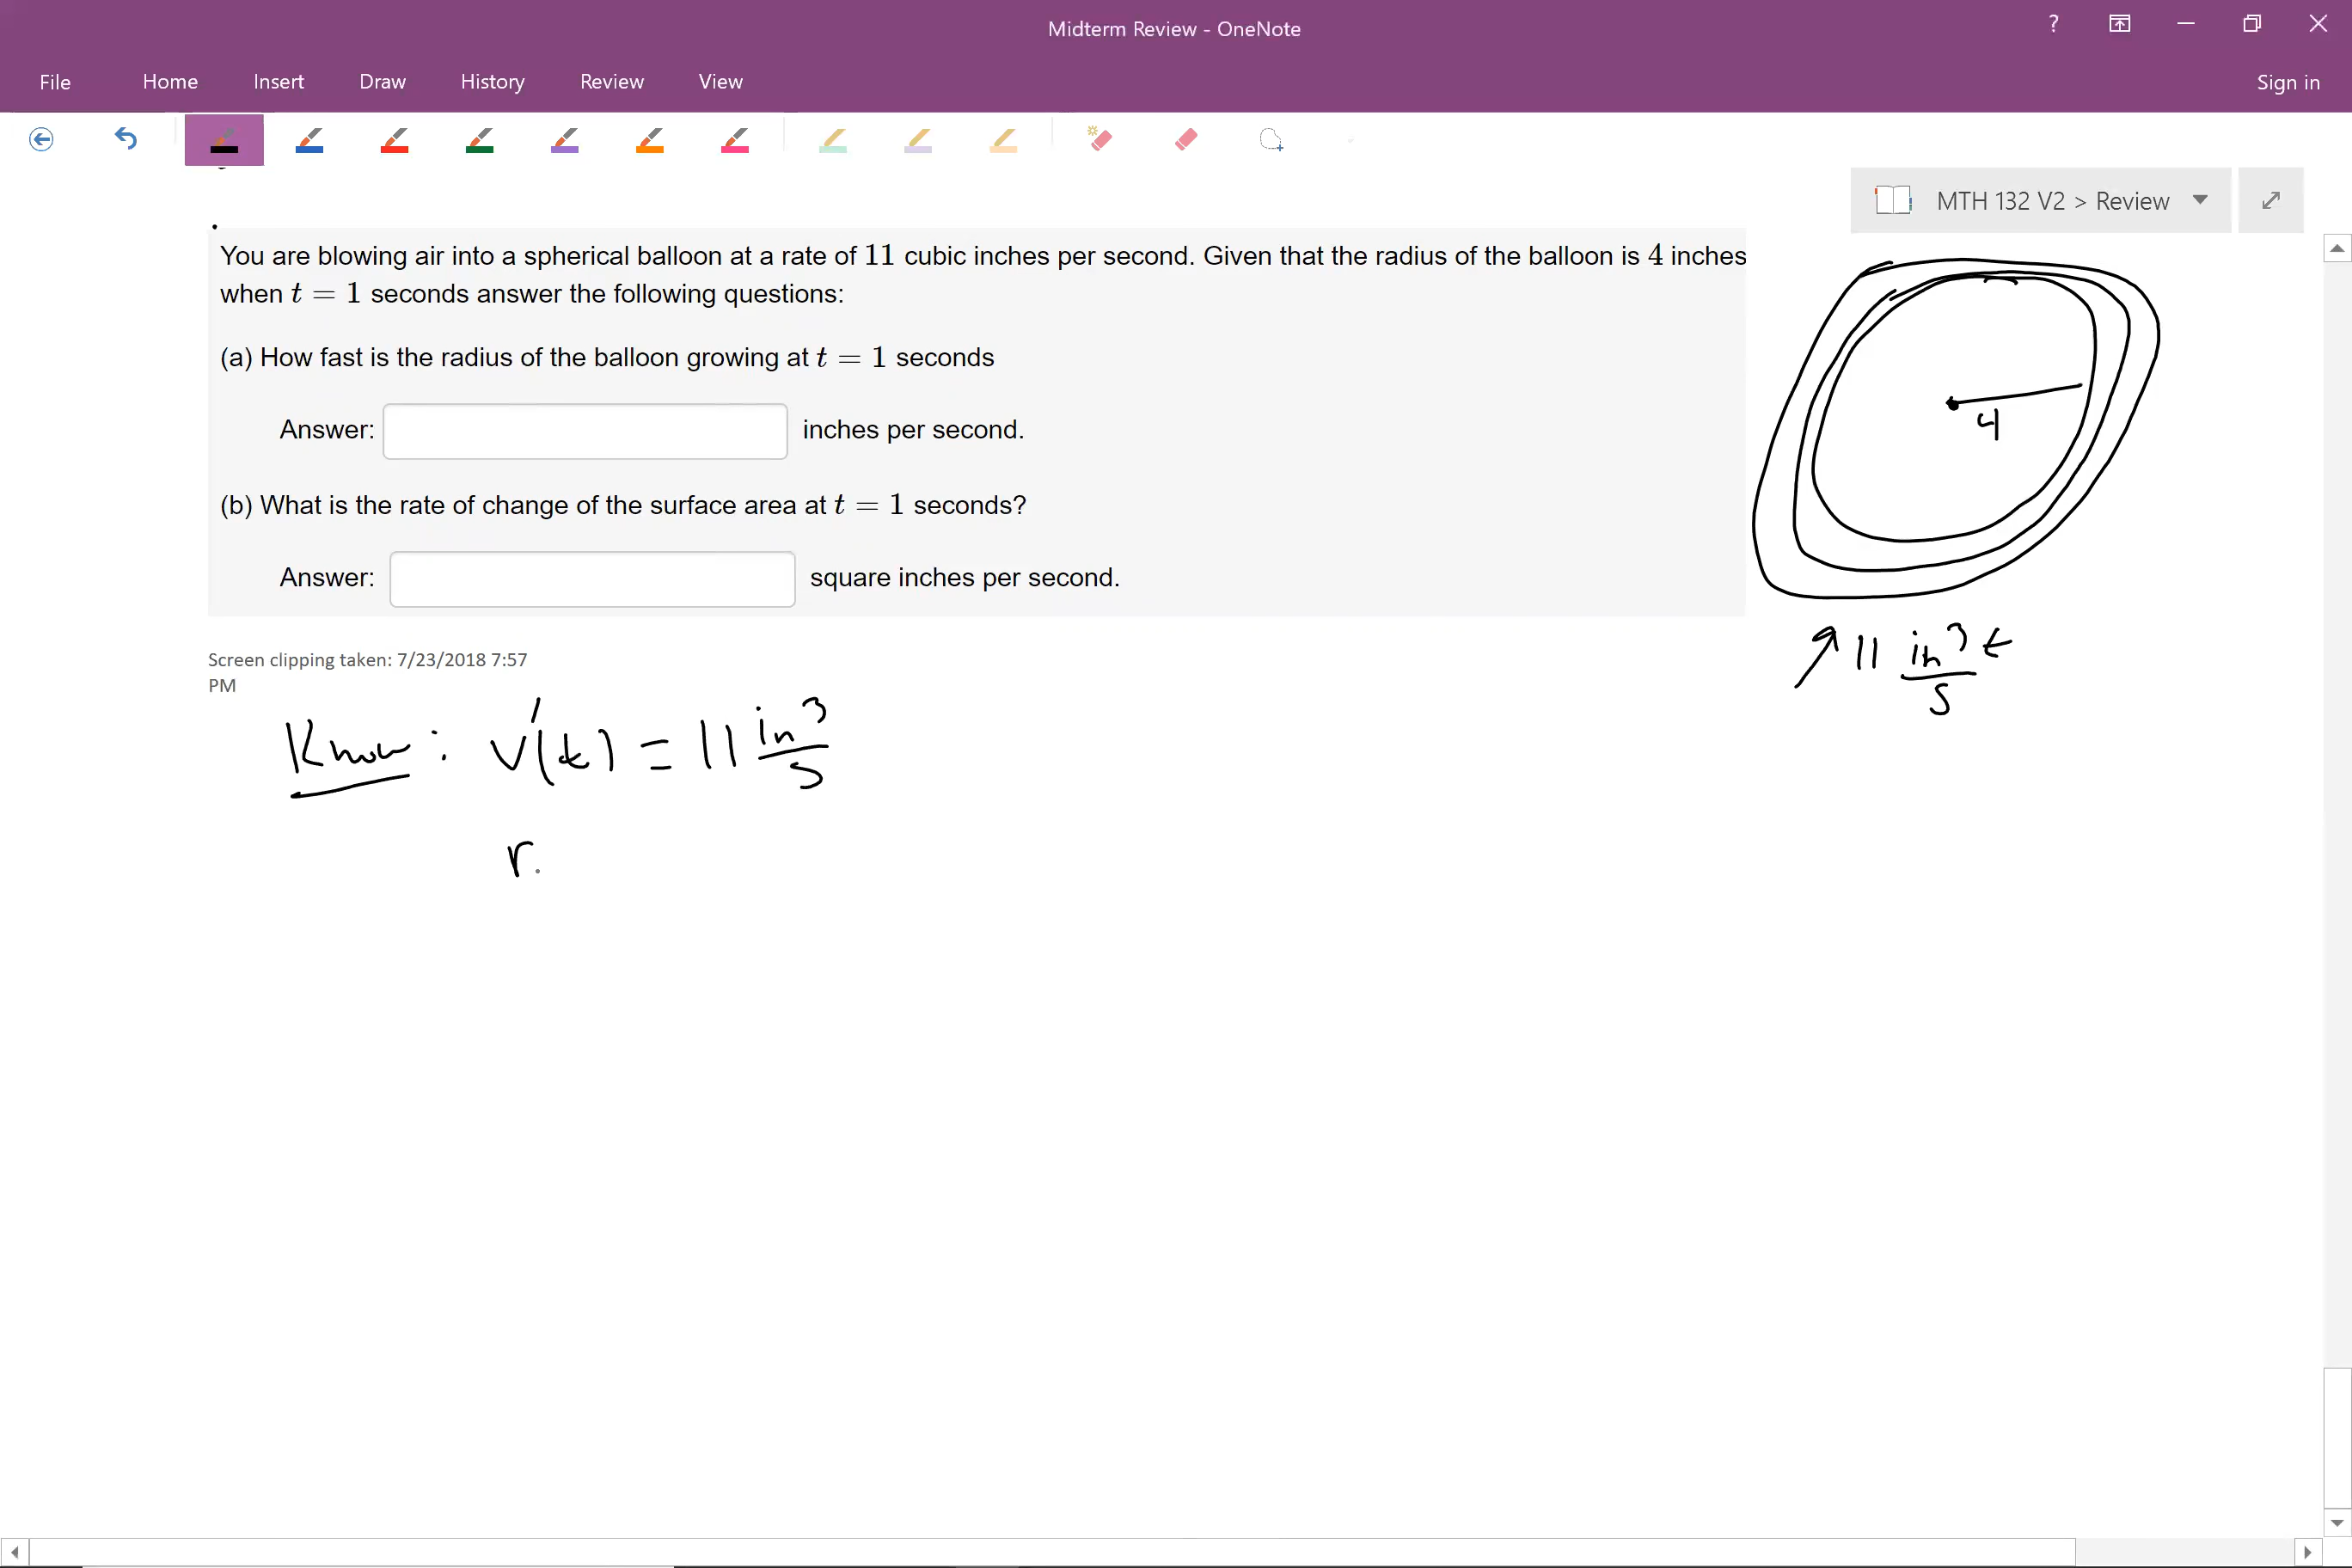 Midterm Review - OneNote
?
File Home Insert Draw History Review View Sign in
MTH 132 V2 > Review
You are blowing air into a spherical balloon at a rate of 11 cubic inches per second. Given that the radius of the balloon is 4 inches
when t = 1 seconds answer the following questions:
(a) How fast is the radius of the balloon growing at t = 1 seconds
Answer: inches per second.
(b) What is the rate of change of the surface area at t = 1 seconds?
Answer: square inches per second.
4
11 in³/s
Screen clipping taken: 7/23/2018 7:57
PM
Know: V'(t) = 11 in³/s
r